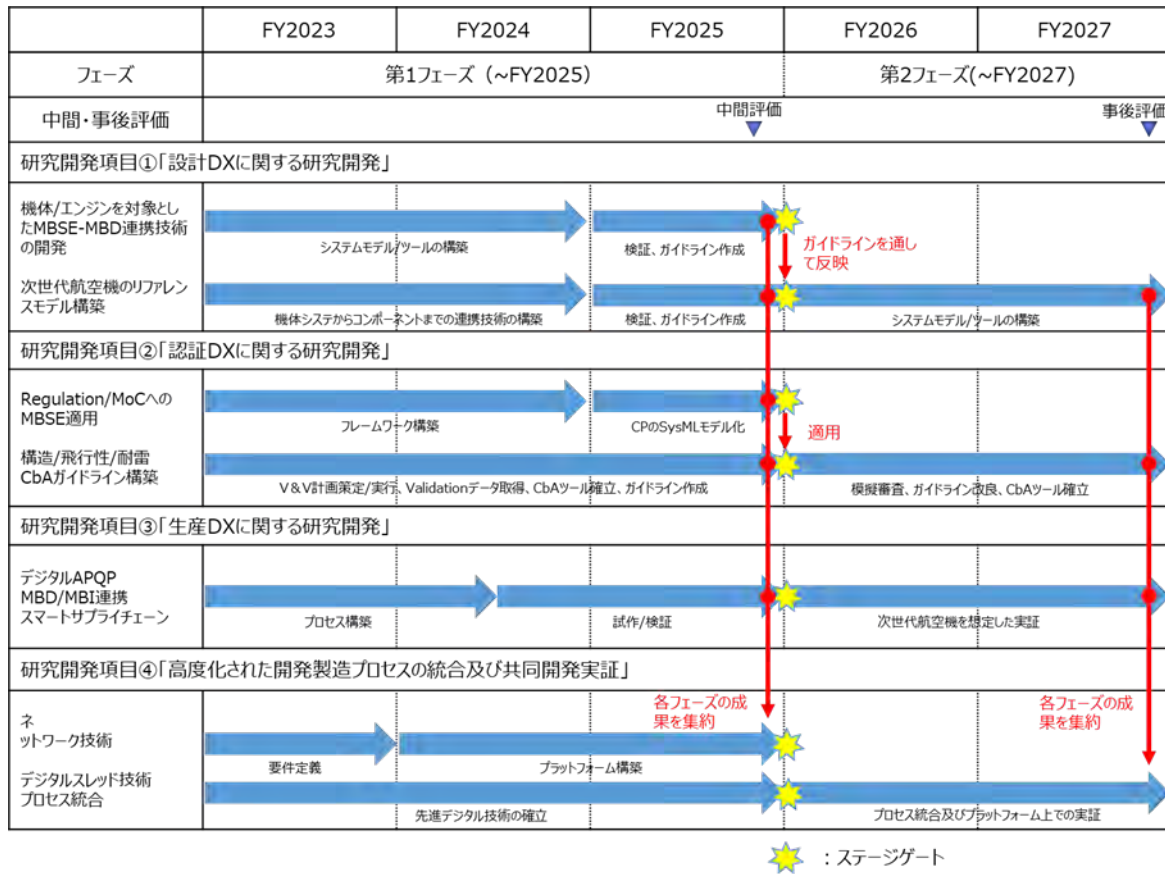 FY2023 FY2024 FY2025 FY2026 FY2027
フェーズ 第1フェーズ（~FY2025） 第2フェーズ(~FY2027)
中間・事後評価 中間評価 事後評価
研究開発項目①「設計DXに関する研究開発」
機体/エンジンを対象とし
たMBSE-MBD連携技術
の開発
システムモデル/ツールの構築
検証、ガイドライン作成
ガイドラインを通し
て反映
次世代航空機のリファレン
スモデル構築
機体システからコンポーネントまでの連携技術の構築
検証、ガイドライン作成
システムモデル/ツールの構築
研究開発項目②「認証DXに関する研究開発」
Regulation/MoCへの
MBSE適用
フレームワーク構築
CPのSysMLモデル化
適用
構造/飛行性/耐雷
CbAガイドライン構築
V＆V計画策定/実行、Validationデータ取得、CbAツール確立、ガイドライン作成
模擬審査、ガイドライン改良、CbAツール確立
研究開発項目③「生産DXに関する研究開発」
デジタルAPQP
MBD/MBI連携
スマートサプライチェーン
プロセス構築
試作/検証
次世代航空機を想定した実証
研究開発項目④「高度化された開発製造プロセスの統合及び共同開発実証」
各フェーズの成
果を集約
各フェーズの成
果を集約
ネ
ットワーク技術
要件定義
プラットフォーム構築
デジタルスレッド技術
プロセス統合
先進デジタル技術の確立
プロセス統合及びプラットフォーム上での実証
：ステージゲート